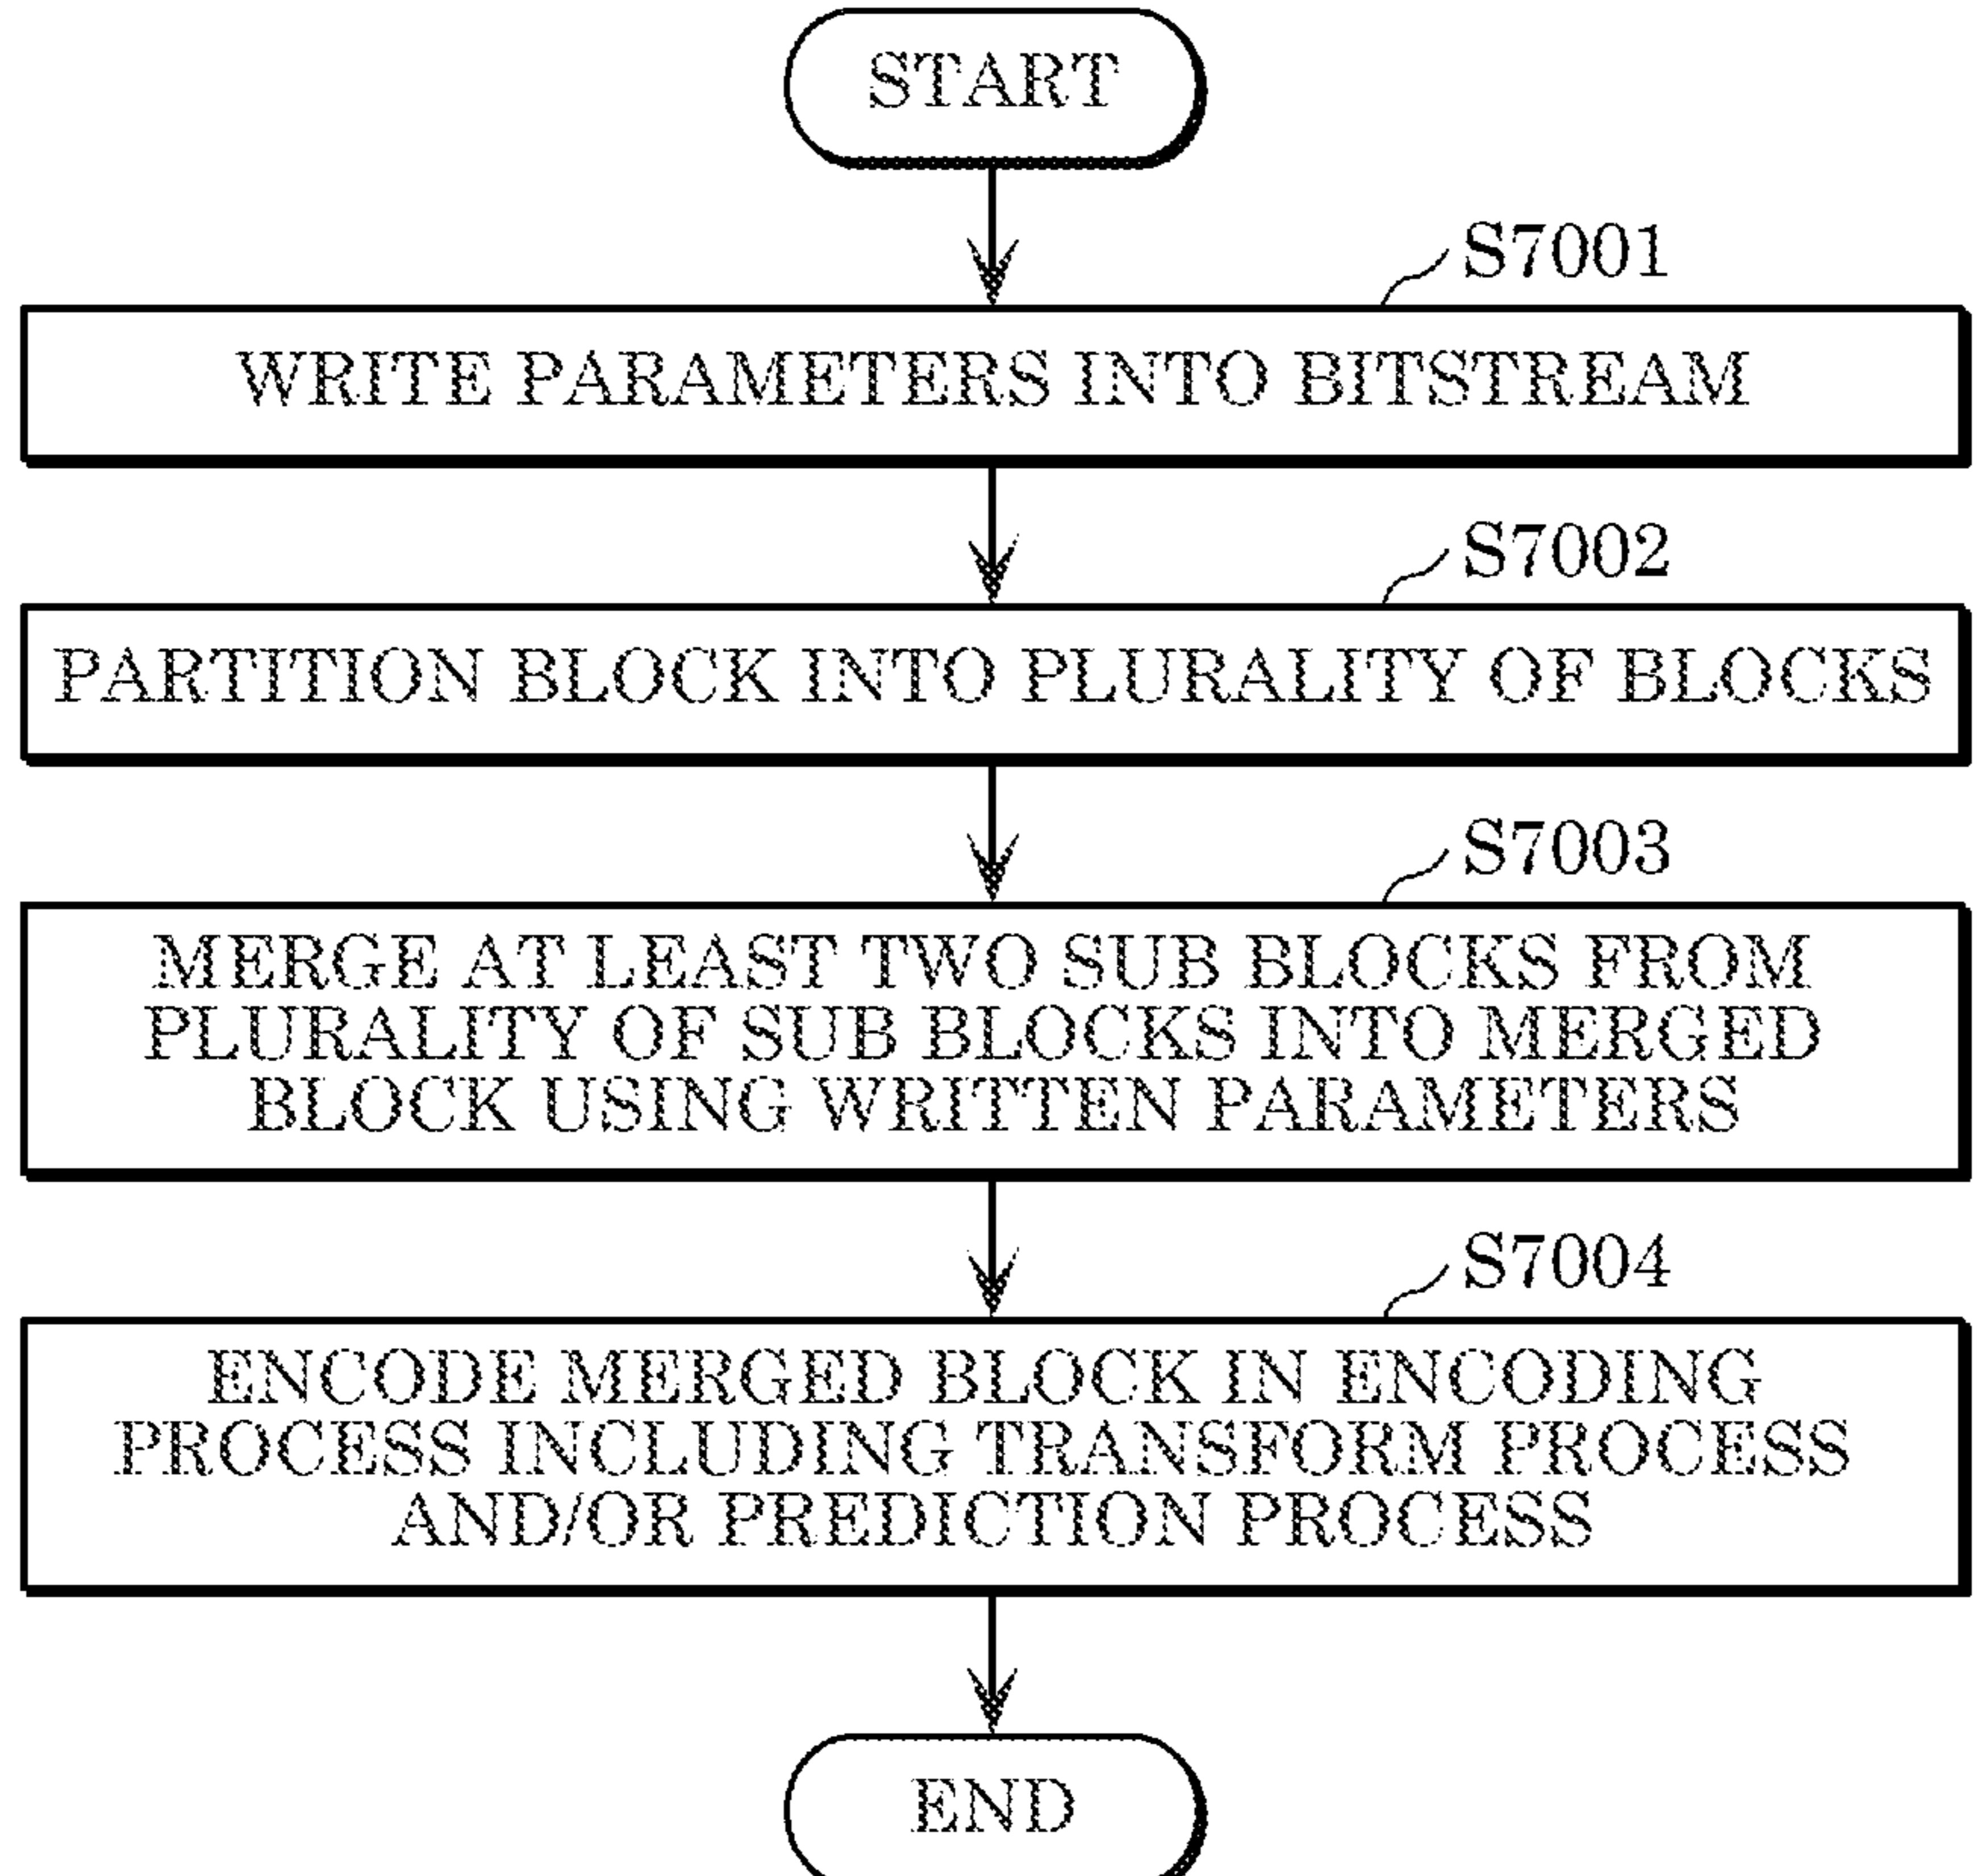 START
S7001
WRITE PARAMETERS INTO BITSTREAM
S7002
PARTITION BLOCK INTO PLURALITY OF BLOCKS
S7003
MERGE AT LEAST TWO SUB BLOCKS FROM
PLURALITY OF SUB BLOCKS INTO MERGED
BLOCK USING WRITTEN PARAMETERS
S7004
ENCODE MERGED BLOCK IN ENCODING
PROCESS INCLUDING TRANSFORM PROCESS
AND/OR PREDICTION PROCESS
END